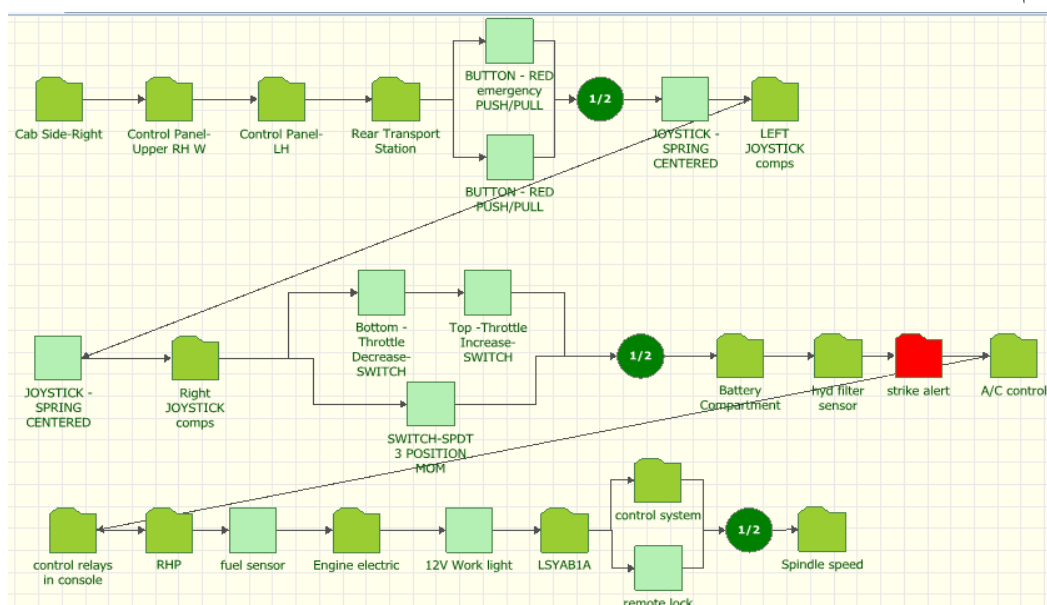 BUTTON - RED
emergency
PUSH/PULL
1/2
Cab Side-Right
Control Panel-
Upper RH W
Control Panel-
LH
Rear Transport
Station
JOYSTICK -
SPRING
CENTERED
LEFT
JOYSTICK
comps
BUTTON - RED
PUSH/PULL
Bottom -
Throttle
Decrease-
SWITCH
Top -Throttle
Increase-
SWITCH
1/2
JOYSTICK -
SPRING
CENTERED
Right
JOYSTICK
comps
Battery
Compartment
hyd filter
sensor
strike alert
A/C control
SWITCH-SPDT
3 POSITION
MOM
control system
1/2
control relays
in console
RHP
fuel sensor
Engine electric
12V Work light
LSYAB1A
Spindle speed
remote lock